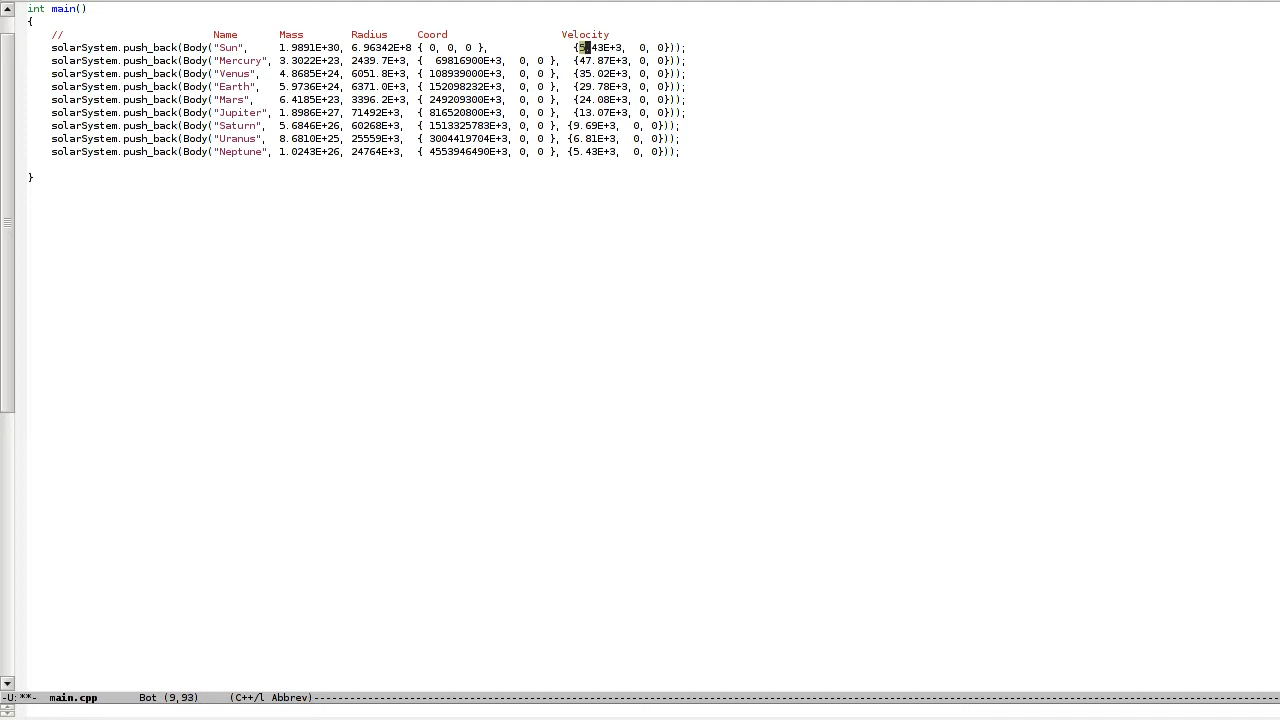 int main()
{
    //                         Name       Mass        Radius     Coord                   Velocity
    solarSystem.push_back(Body("Sun",     1.9891E+30, 6.96342E+8 { 0, 0, 0 },              {5.43E+3,  0, 0}));
    solarSystem.push_back(Body("Mercury", 3.3022E+23, 2439.7E+3, {  69816900E+3,  0, 0 },  {47.87E+3,  0, 0}));
    solarSystem.push_back(Body("Venus",   4.8685E+24, 6051.8E+3, { 108939000E+3,  0, 0 },  {35.02E+3,  0, 0}));
    solarSystem.push_back(Body("Earth",   5.9736E+24, 6371.0E+3, { 152098232E+3,  0, 0 },  {29.78E+3,  0, 0}));
    solarSystem.push_back(Body("Mars",    6.4185E+23, 3396.2E+3, { 249209300E+3,  0, 0 },  {24.08E+3,  0, 0}));
    solarSystem.push_back(Body("Jupiter", 1.8986E+27, 71492E+3,  { 816520800E+3,  0, 0 },  {13.07E+3,  0, 0}));
    solarSystem.push_back(Body("Saturn",  5.6846E+26, 60268E+3,  { 1513325783E+3, 0, 0 }, {9.69E+3,   0, 0}));
    solarSystem.push_back(Body("Uranus",  8.6810E+25, 25559E+3,  { 3004419704E+3, 0, 0 }, {6.81E+3,   0, 0}));
    solarSystem.push_back(Body("Neptune", 1.0243E+26, 24764E+3,  { 4553946490E+3, 0, 0 }, {5.43E+3,   0, 0}));
}
-U:**-  main.cpp       Bot (9,93)     (C++/l Abbrev)